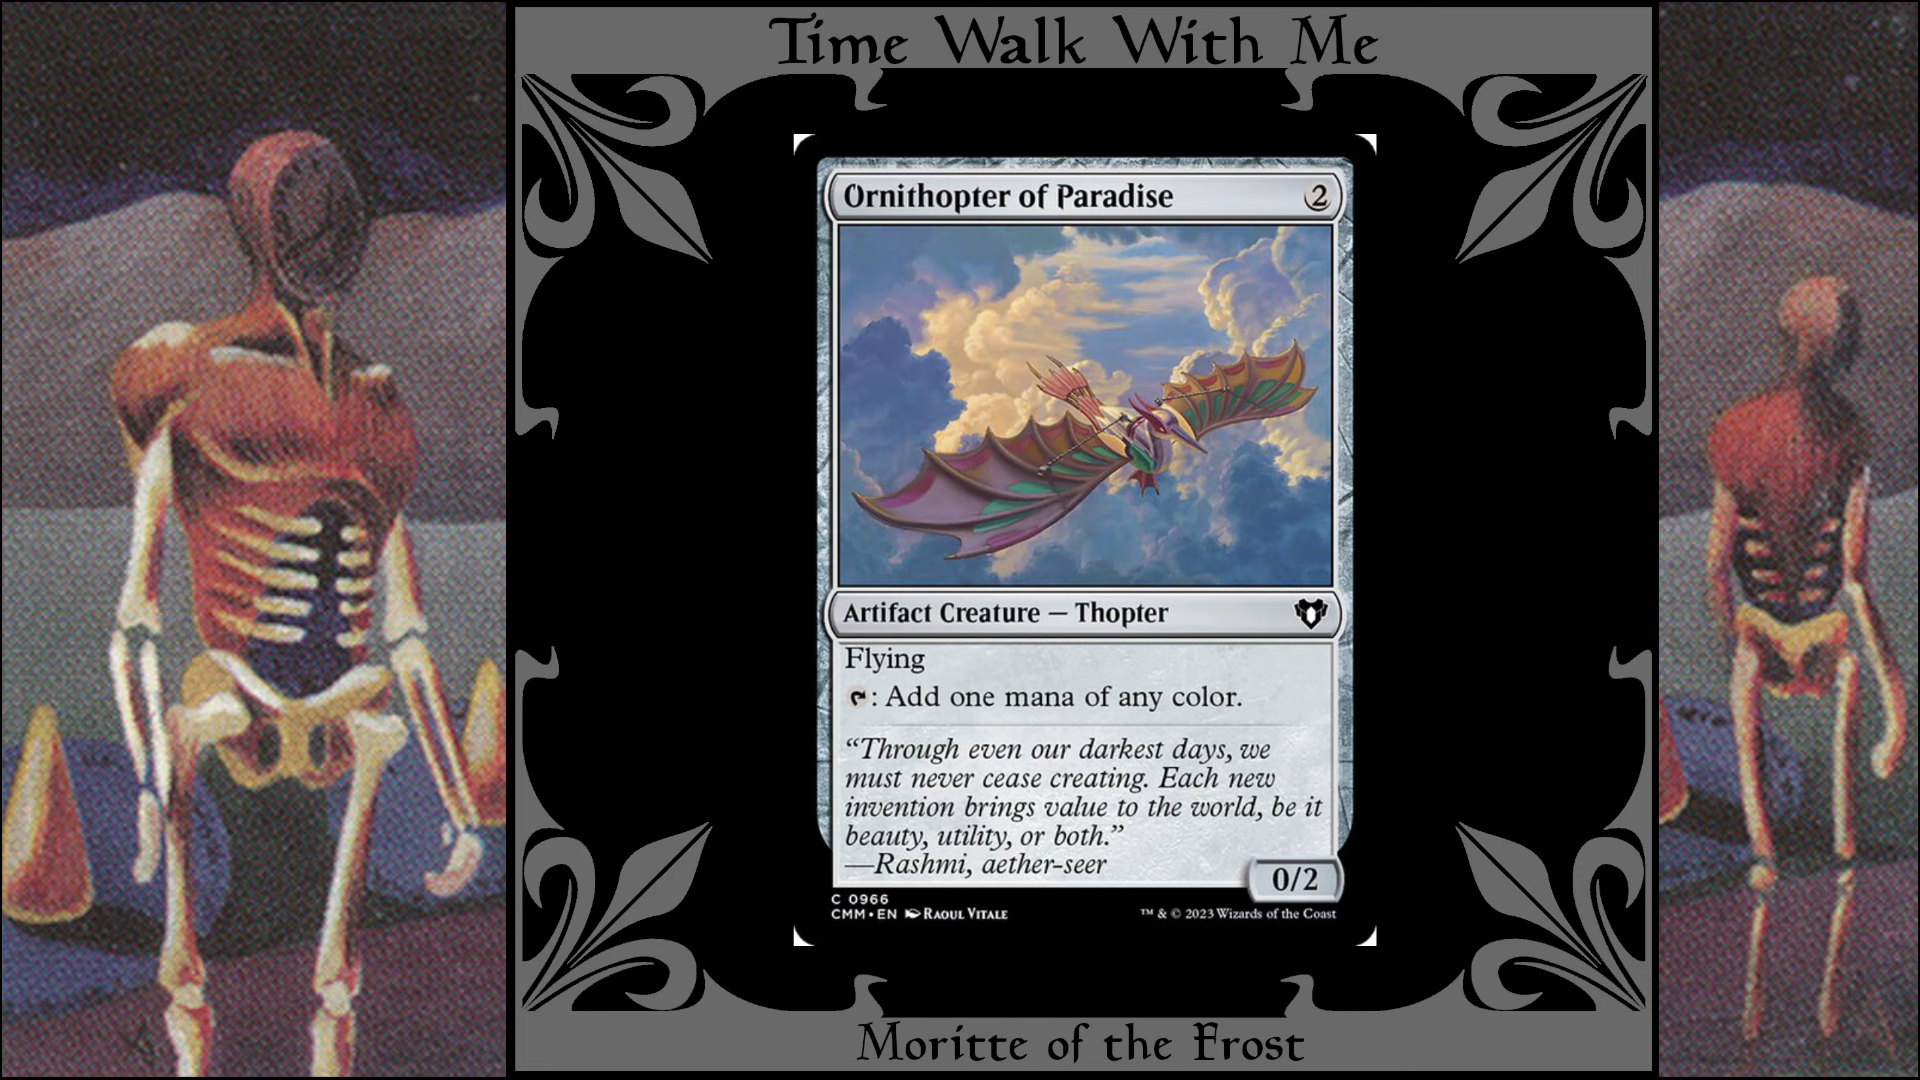 Time Walk With Me
Ornithopter of Paradise 2
Artifact Creature — Thopter
Flying
: Add one mana of any color.
“Through even our darkest days, we
must never cease creating. Each new
invention brings value to the world, be it
beauty, utility, or both.”
—Rashmi, aether-seer
0/2
C 0966
CMM • EN Raoul Vitale
™ & © 2023 Wizards of the Coast
Moritte of the Frost